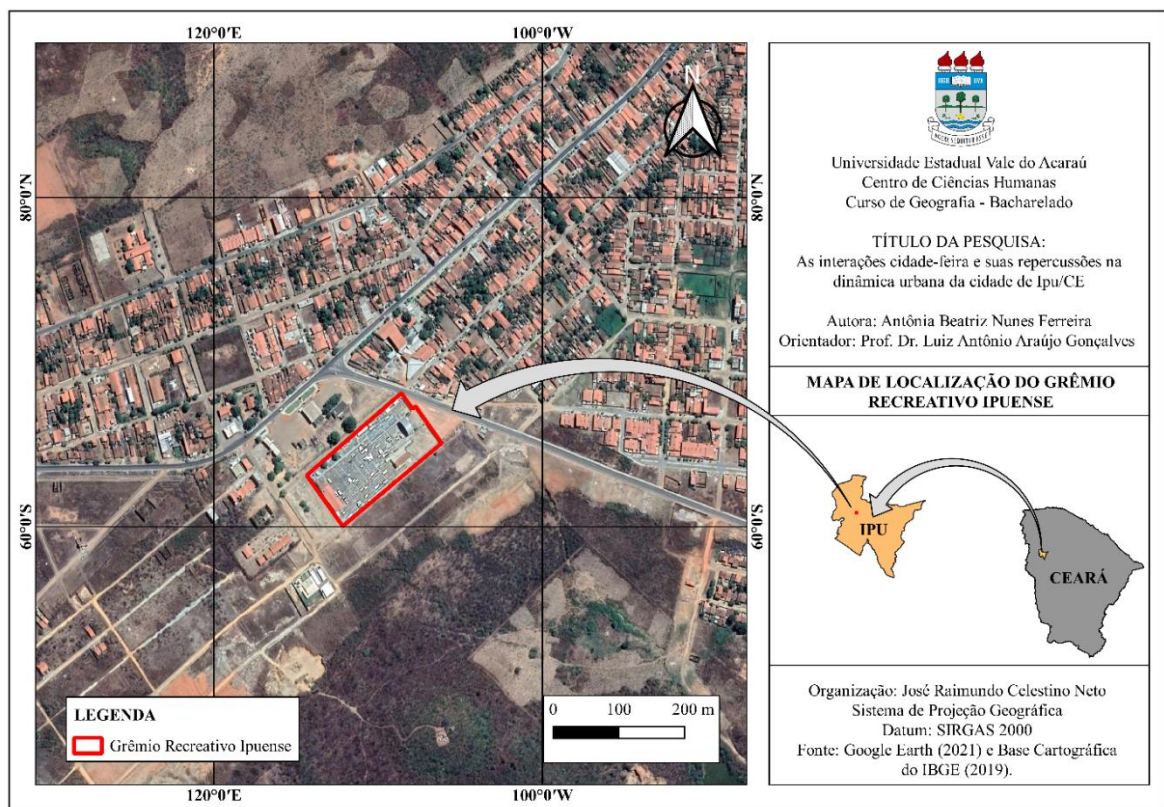 120°0′E 100°0′W
80°0′N 80°0′N
60°0′S 60°0′S
120°0′E 100°0′W
N
LEGENDA
Grêmio Recreativo Ipuense
0 100 200 m
Universidade Estadual Vale do Acaraú
Centro de Ciências Humanas
Curso de Geografia - Bacharelado
TÍTULO DA PESQUISA:
As interações cidade-feira e suas repercussões na
dinâmica urbana da cidade de Ipu/CE
Autora: Antônia Beatriz Nunes Ferreira
Orientador: Prof. Dr. Luiz Antônio Araújo Gonçalves
MAPA DE LOCALIZAÇÃO DO GRÊMIO
RECREATIVO IPUENSE
IPU
CEARÁ
Organização: José Raimundo Celestino Neto
Sistema de Projeção Geográfica
Datum: SIRGAS 2000
Fonte: Google Earth (2021) e Base Cartográfica
do IBGE (2019).